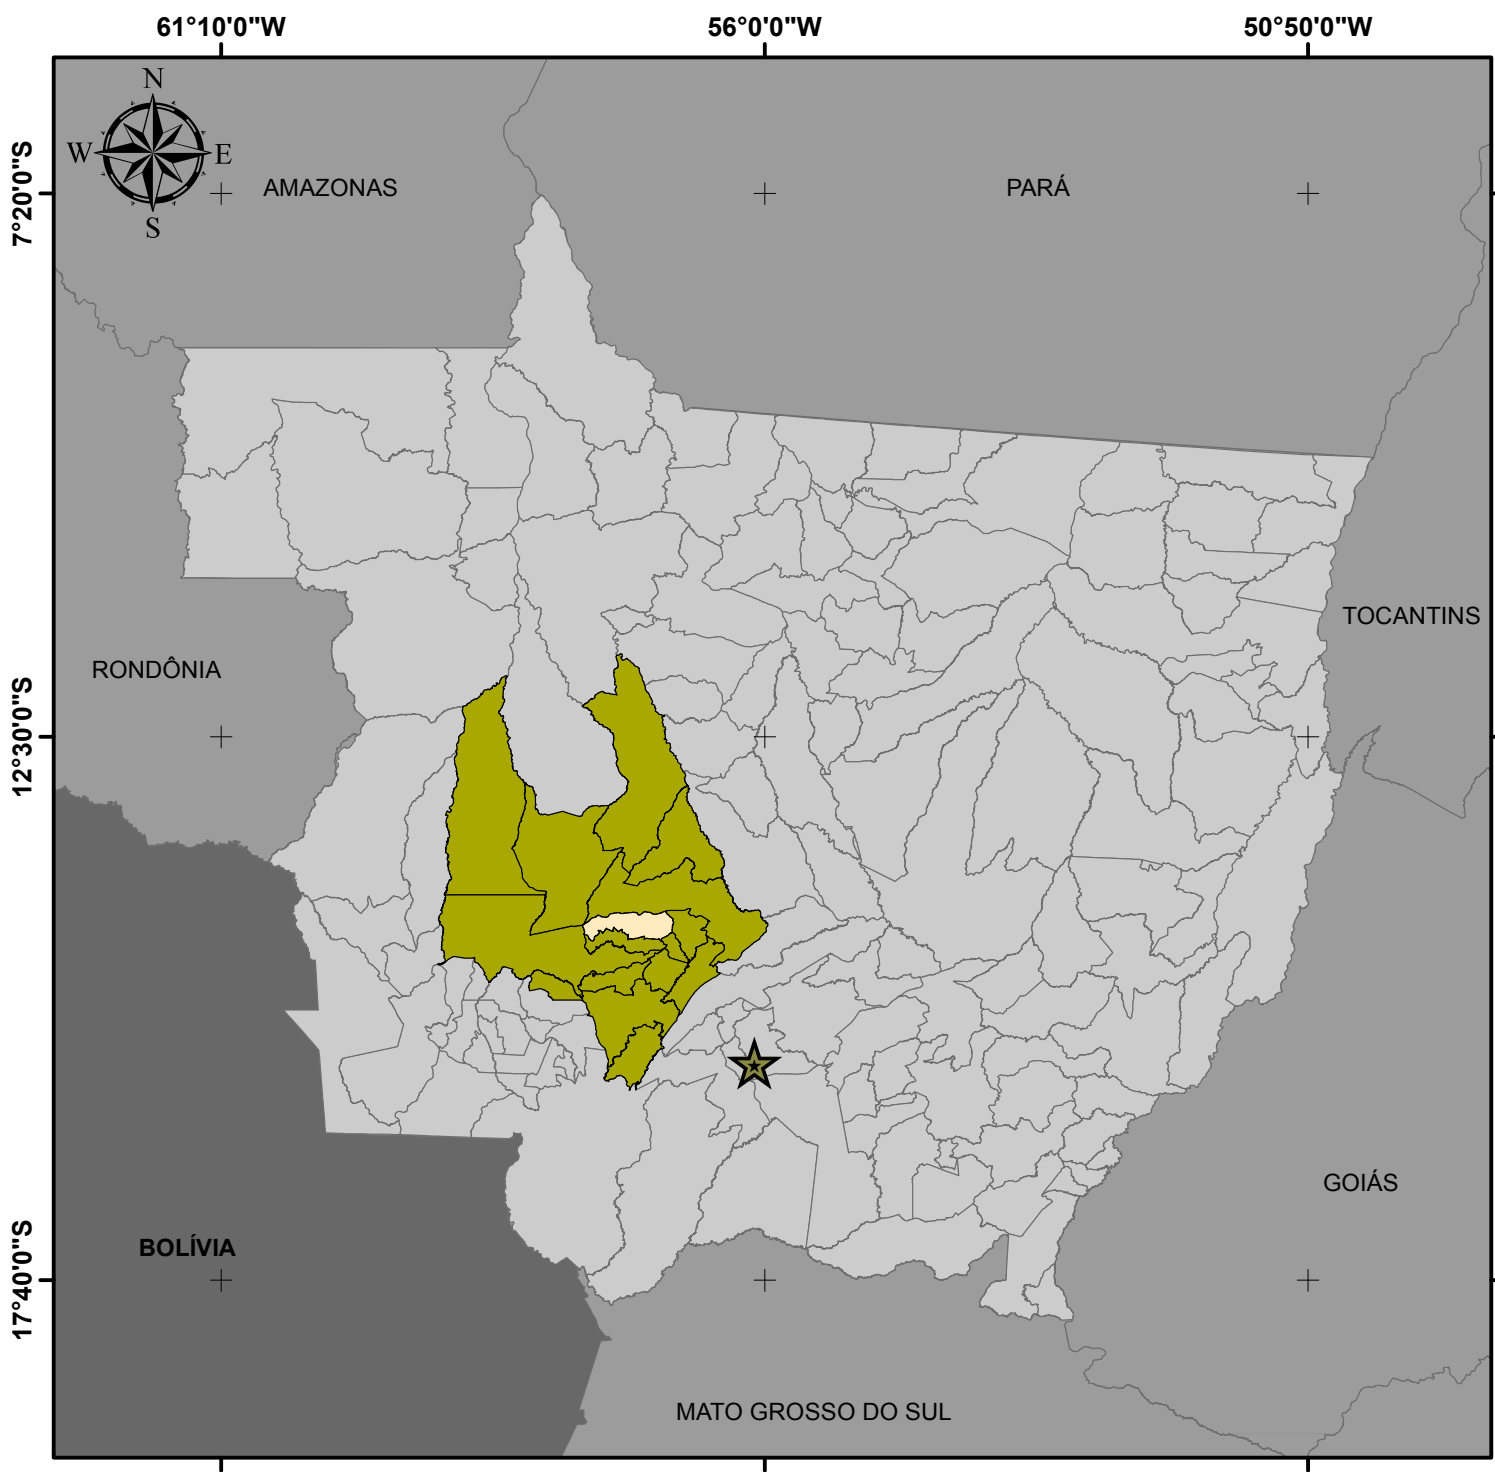 61°10'0"W 56°0'0"W 50°50'0"W
N
W E
S
7°20'0"S
AMAZONAS PARÁ
TOCANTINS
RONDÔNIA
12°30'0"S
GOIÁS
BOLÍVIA
17°40'0"S
MATO GROSSO DO SUL